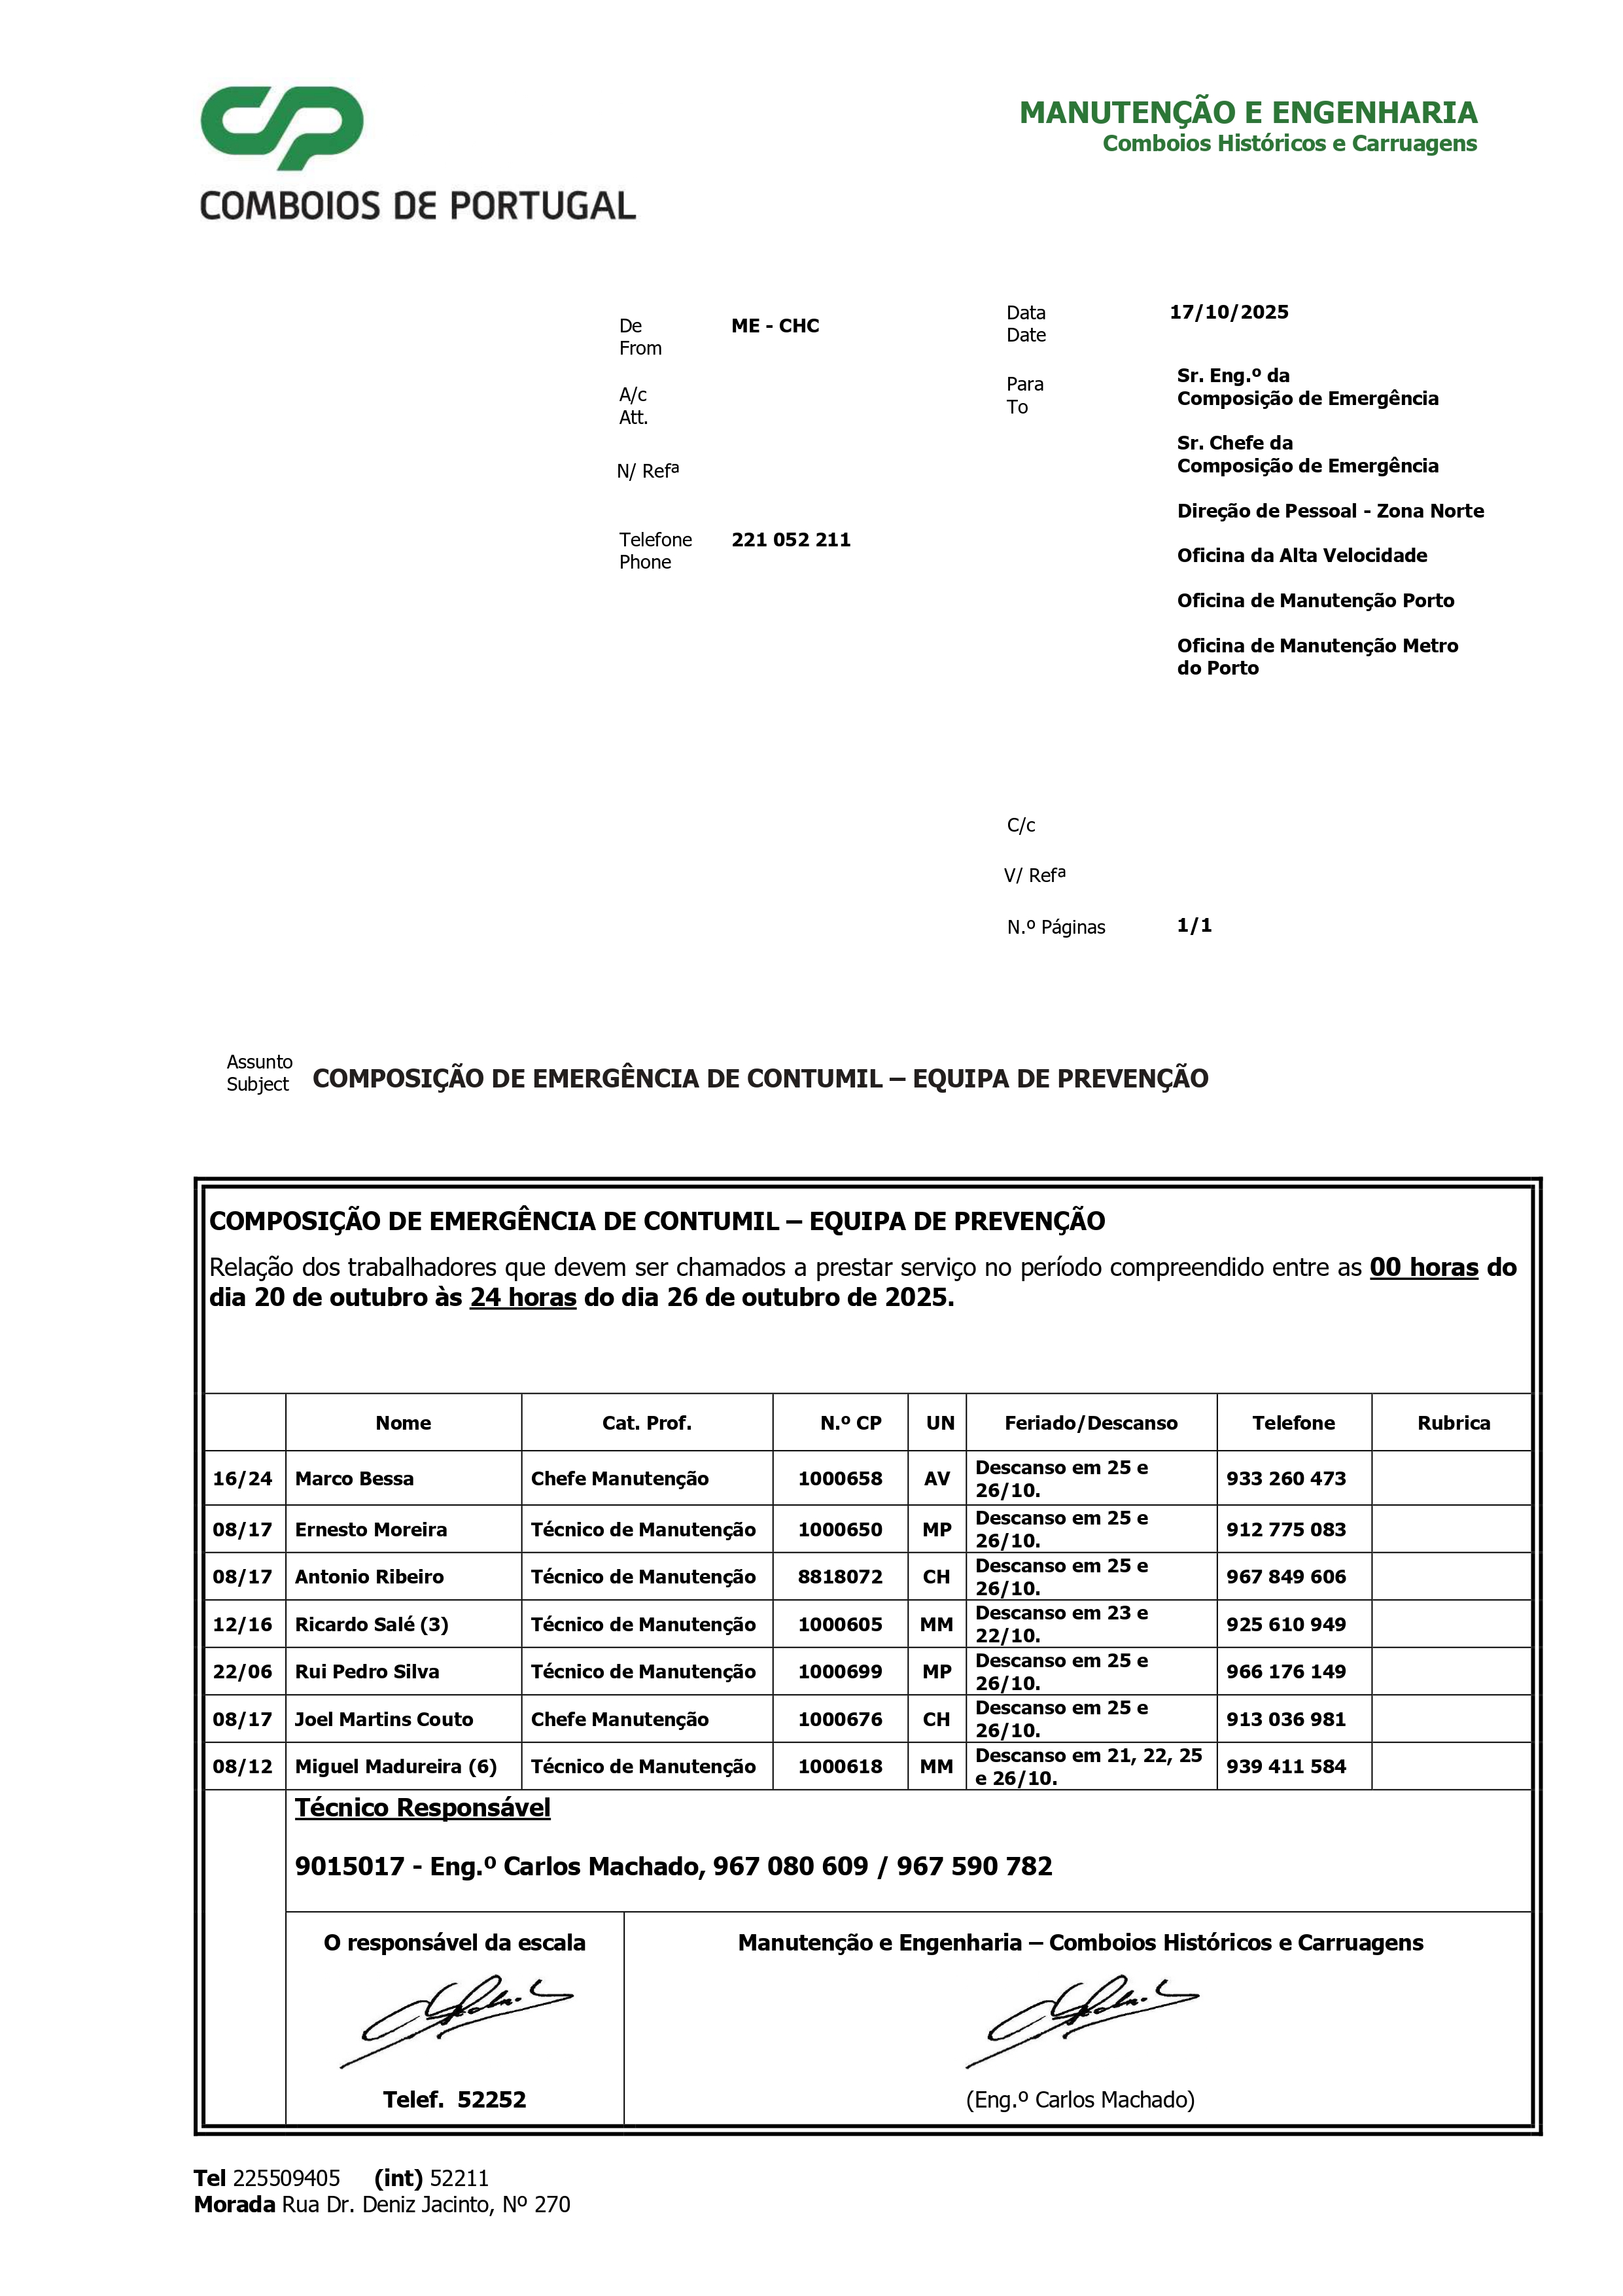 CP
COMBOIOS DE PORTUGAL
MANUTENÇÃO E ENGENHARIA
Comboios Históricos e Carruagens
De
From
ME - CHC
A/c
Att.
N/ Refª
Telefone
Phone
221 052 211
Data
Date
17/10/2025
Para
To
Sr. Eng.º da
Composição de Emergência
Sr. Chefe da
Composição de Emergência
Direção de Pessoal - Zona Norte
Oficina da Alta Velocidade
Oficina de Manutenção Porto
Oficina de Manutenção Metro
do Porto
C/c
V/ Refª
N.º Páginas 1/1
Assunto
Subject
COMPOSIÇÃO DE EMERGÊNCIA DE CONTUMIL – EQUIPA DE PREVENÇÃO
COMPOSIÇÃO DE EMERGÊNCIA DE CONTUMIL – EQUIPA DE PREVENÇÃO
Relação dos trabalhadores que devem ser chamados a prestar serviço no período compreendido entre as 00 horas do
dia 20 de outubro às 24 horas do dia 26 de outubro de 2025.
Nome Cat. Prof. N.º CP UN Feriado/Descanso Telefone Rubrica
16/24 Marco Bessa Chefe Manutenção 1000658 AV Descanso em 25 e 26/10. 933 260 473
08/17 Ernesto Moreira Técnico de Manutenção 1000650 MP Descanso em 25 e 26/10. 912 775 083
08/17 Antonio Ribeiro Técnico de Manutenção 8818072 CH Descanso em 25 e 26/10. 967 849 606
12/16 Ricardo Salé (3) Técnico de Manutenção 1000605 MM Descanso em 23 e 22/10. 925 610 949
22/06 Rui Pedro Silva Técnico de Manutenção 1000699 MP Descanso em 25 e 26/10. 966 176 149
08/17 Joel Martins Couto Chefe Manutenção 1000676 CH Descanso em 25 e 26/10. 913 036 981
08/12 Miguel Madureira (6) Técnico de Manutenção 1000618 MM Descanso em 21, 22, 25 e 26/10. 939 411 584
Técnico Responsável
9015017 - Eng.º Carlos Machado, 967 080 609 / 967 590 782
O responsável da escala
Telef. 52252
Manutenção e Engenharia – Comboios Históricos e Carruagens
(Eng.º Carlos Machado)
Tel 225509405 (int) 52211
Morada Rua Dr. Deniz Jacinto, Nº 270